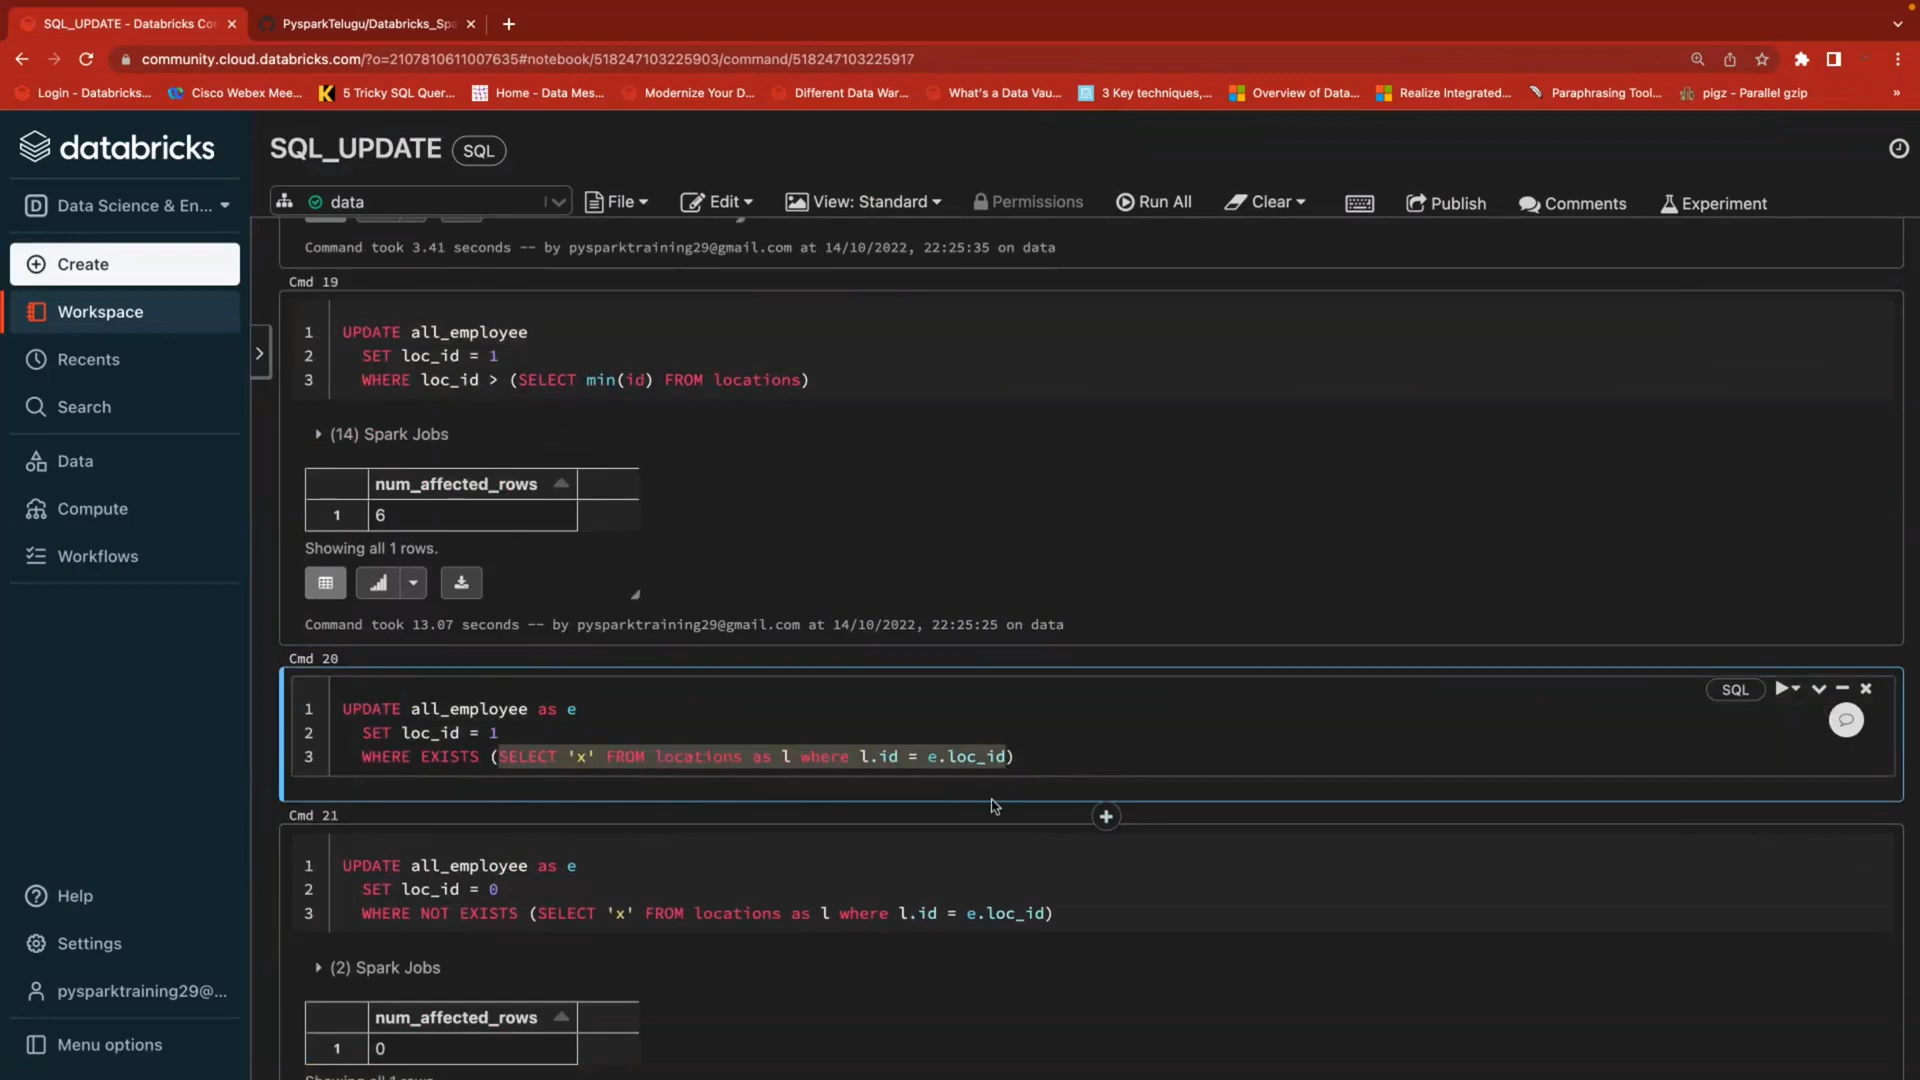 SQL_UPDATE - Databricks Co
PysparkTelugu/Databricks_Spa
community.cloud.databricks.com/?o=2107810611007635#notebook/518247103225903/command/518247103225917
Login - Databricks...
Cisco Webex Mee...
5 Tricky SQL Quer...
Home - Data Mes...
Modernize Your D...
Different Data War...
What's a Data Vau...
3 Key techniques,...
Overview of Data...
Realize Integrated...
Paraphrasing Tool...
pigz - Parallel gzip
»
databricks
SQL_UPDATE SQL
D Data Science & En...
data
File
Edit
View: Standard
Permissions
Run All
Clear
Publish
Comments
Experiment
Create
Workspace
Recents
Search
Data
Compute
Workflows
Help
Settings
pysparktraining29@...
Menu options
Command took 3.41 seconds -- by pysparktraining29@gmail.com at 14/10/2022, 22:25:35 on data
Cmd 19
1 UPDATE all_employee
2 SET loc_id = 1
3 WHERE loc_id > (SELECT min(id) FROM locations)
(14) Spark Jobs
num_affected_rows
1 6
Showing all 1 rows.
Command took 13.07 seconds -- by pysparktraining29@gmail.com at 14/10/2022, 22:25:25 on data
Cmd 20
SQL
1 UPDATE all_employee as e
2 SET loc_id = 1
3 WHERE EXISTS (SELECT 'x' FROM locations as l where l.id = e.loc_id)
Cmd 21
1 UPDATE all_employee as e
2 SET loc_id = 0
3 WHERE NOT EXISTS (SELECT 'x' FROM locations as l where l.id = e.loc_id)
(2) Spark Jobs
num_affected_rows
1 0
Showing all 1 rows.